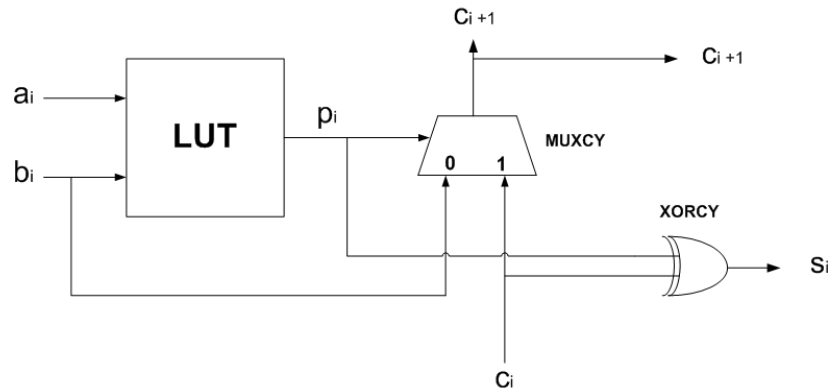 Ci +1
Ci +1
ai
LUT
pi
MUXCY
0 1
bi
XORCY
si
Ci